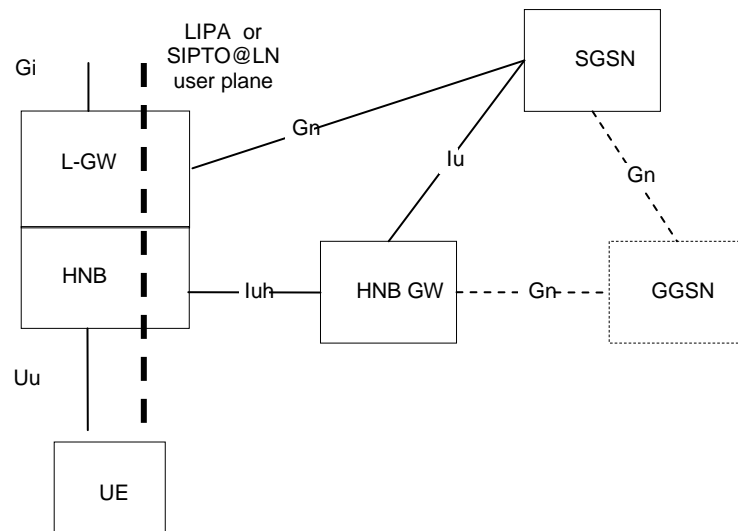 LIPA or
SIPTO@LN
user plane
SGSN
Gi
Gn
L-GW
Iu
Gn
HNB
Iuh
HNB GW
Gn
GGSN
Uu
UE